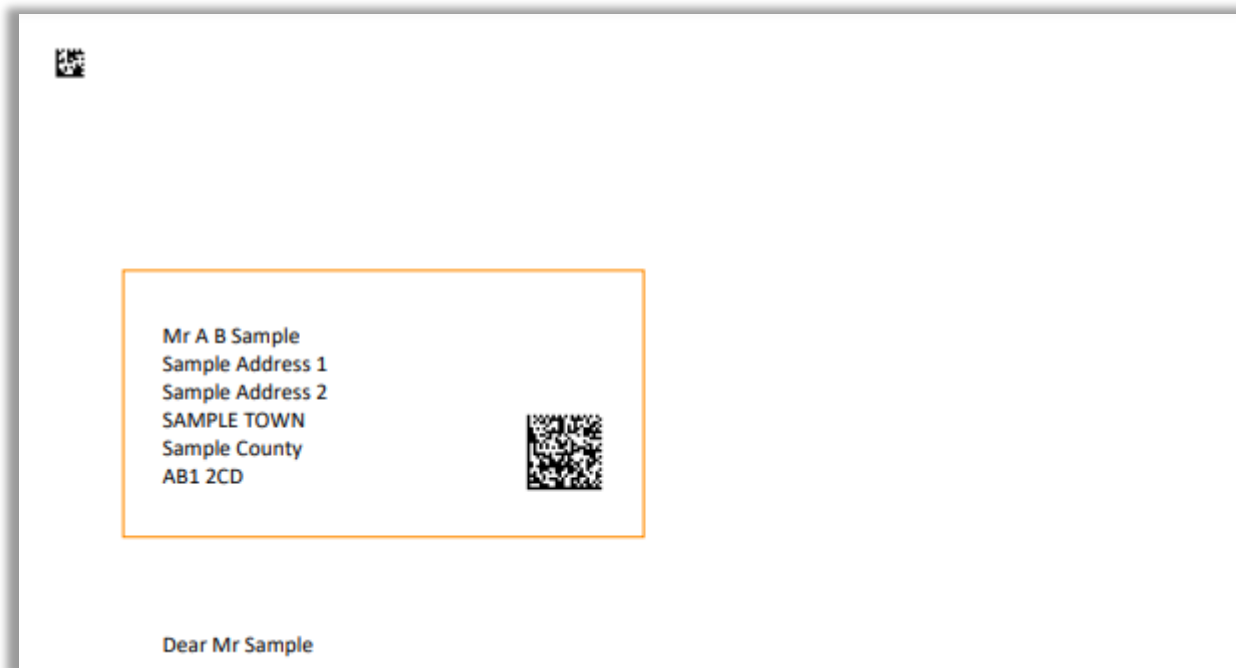 Mr A B Sample
Sample Address 1
Sample Address 2
SAMPLE TOWN
Sample County
AB1 2CD
Dear Mr Sample